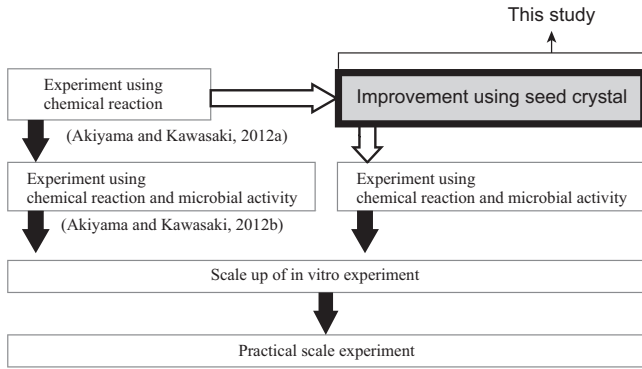 This study
Experiment using
chemical reaction
Improvement using seed crystal
(Akiyama and Kawasaki, 2012a)
Experiment using
chemical reaction and microbial activity
Experiment using
chemical reaction and microbial activity
(Akiyama and Kawasaki, 2012b)
Scale up of in vitro experiment
Practical scale experiment